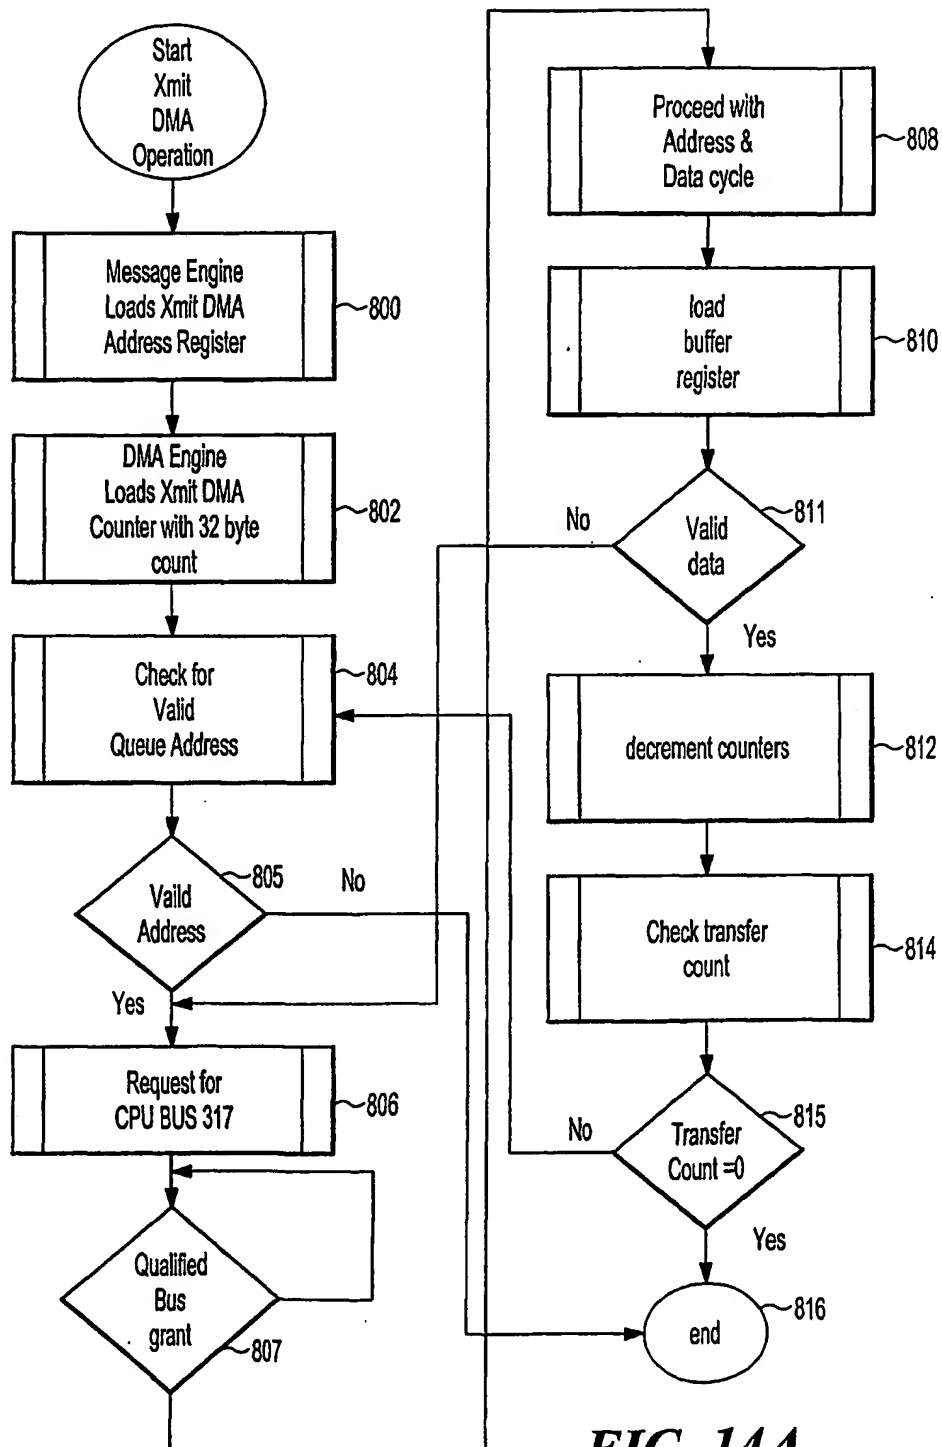 Start
Xmit
DMA
Operation
Message Engine
Loads Xmit DMA
Address Register
800
DMA Engine
Loads Xmit DMA
Counter with 32 byte
count
802
Check for
Valid
Queue Address
804
Vaild
Address
805
No
Yes
Request for
CPU BUS 317
806
Qualified
Bus
grant
807
Proceed with
Address &
Data cycle
808
load
buffer
register
810
Valid
data
811
No
Yes
decrement counters
812
Check transfer
count
814
Transfer
Count =0
815
No
Yes
end
816
FIG. 14A